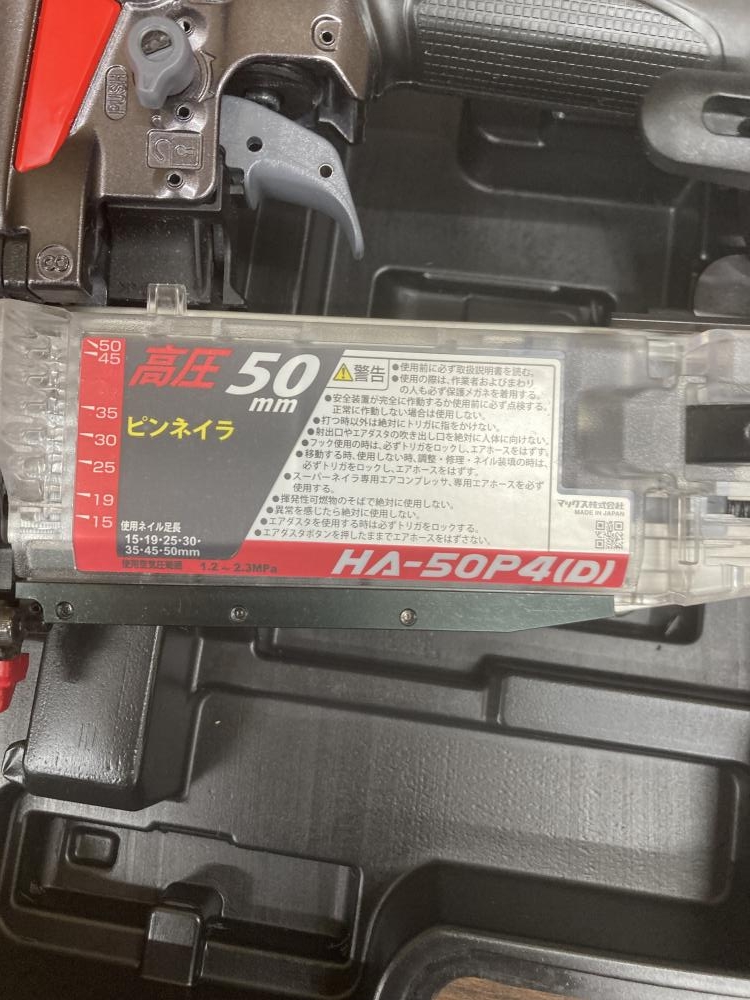 PUSH
50
45
35
30
25
19
15
高圧 50
mm
ピンネイラ
使用ネイル足長
15・19・25・30・
35・45・50mm
使用空気圧範囲 1.2～2.3MPa
警告
●使用前に必ず取扱説明書を読む。
●使用の際は、作業者およびまわり
の人も必ず保護メガネを着用する。
●安全装置が完全に作動するか使用前に必ず点検する。
正常に作動しない場合は使用しない。
●打つ時以外は絶対にトリガに指をかけない。
●射出口やエアダスタの吹き出し口を絶対に人体に向けない。
●フック使用の時は、必ずトリガをロックし、エアホースをはずす。
●移動する時、使用しない時、調整・修理・ネイル装填の時は、
必ずトリガをロックし、エアホースをはずす。
●スーパーネイラ専用エアコンプレッサ、専用エアホースを必ず
使用する。
●揮発性可燃物のそばで絶対に使用しない。
●異常を感じたら絶対に使用しない。
●エアダスタを使用する時は必ずトリガをロックする。
●エアダスタボタンを押したままでエアホースをはずさない。
マックス株式会社
MADE IN JAPAN
HA-50P4(D)